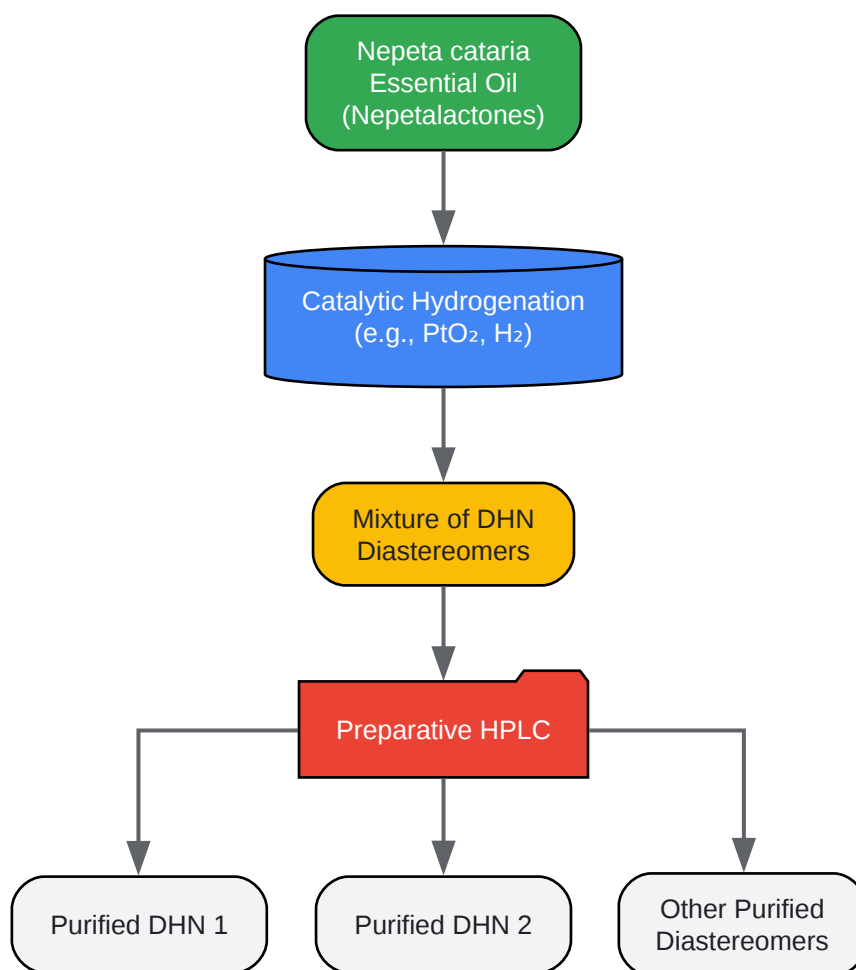 Nepeta cataria
Essential Oil
(Nepetalactones)
Catalytic Hydrogenation
(e.g., PtO₂, H₂)
Mixture of DHN
Diastereomers
Preparative HPLC
Purified DHN 1
Purified DHN 2
Other Purified
Diastereomers